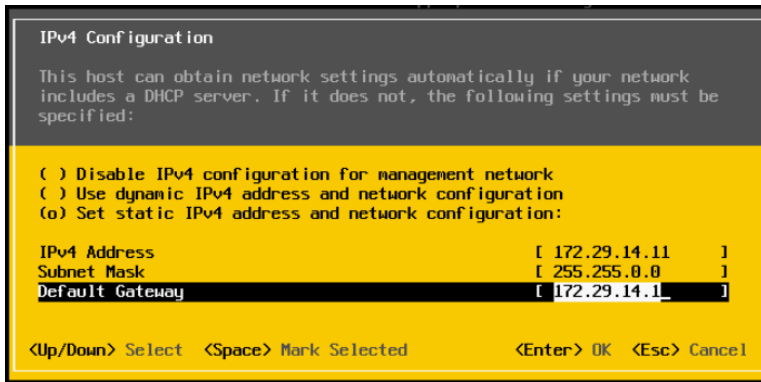 IPv4 Configuration
This host can obtain network settings automatically if your network
includes a DHCP server. If it does not, the following settings must be
specified:
( ) Disable IPv4 configuration for management network
( ) Use dynamic IPv4 address and network configuration
(o) Set static IPv4 address and network configuration:
IPv4 Address [ 172.29.14.11 ]
Subnet Mask [ 255.255.0.0 ]
Default Gateway [ 172.29.14.1_ ]
<Up/Down> Select <Space> Mark Selected <Enter> OK <Esc> Cancel